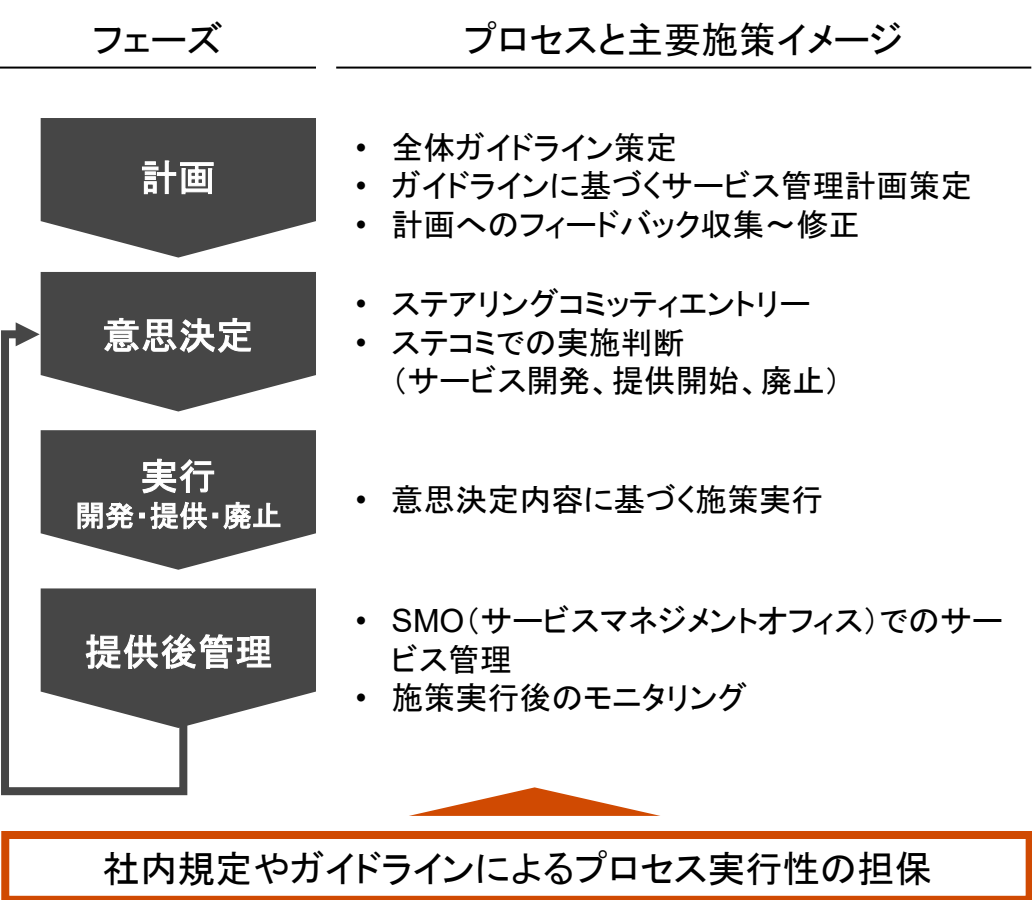 フェーズ
プロセスと主要施策イメージ
計画
• 全体ガイドライン策定
• ガイドラインに基づくサービス管理計画策定
• 計画へのフィードバック収集～修正
意思決定
• ステアリングコミッティエントリー
• ステコミでの実施判断
（サービス開発、提供開始、廃止）
実行
開発・提供・廃止
• 意思決定内容に基づく施策実行
提供後管理
• SMO（サービスマネジメントオフィス）でのサー
ビス管理
• 施策実行後のモニタリング
社内規定やガイドラインによるプロセス実行性の担保